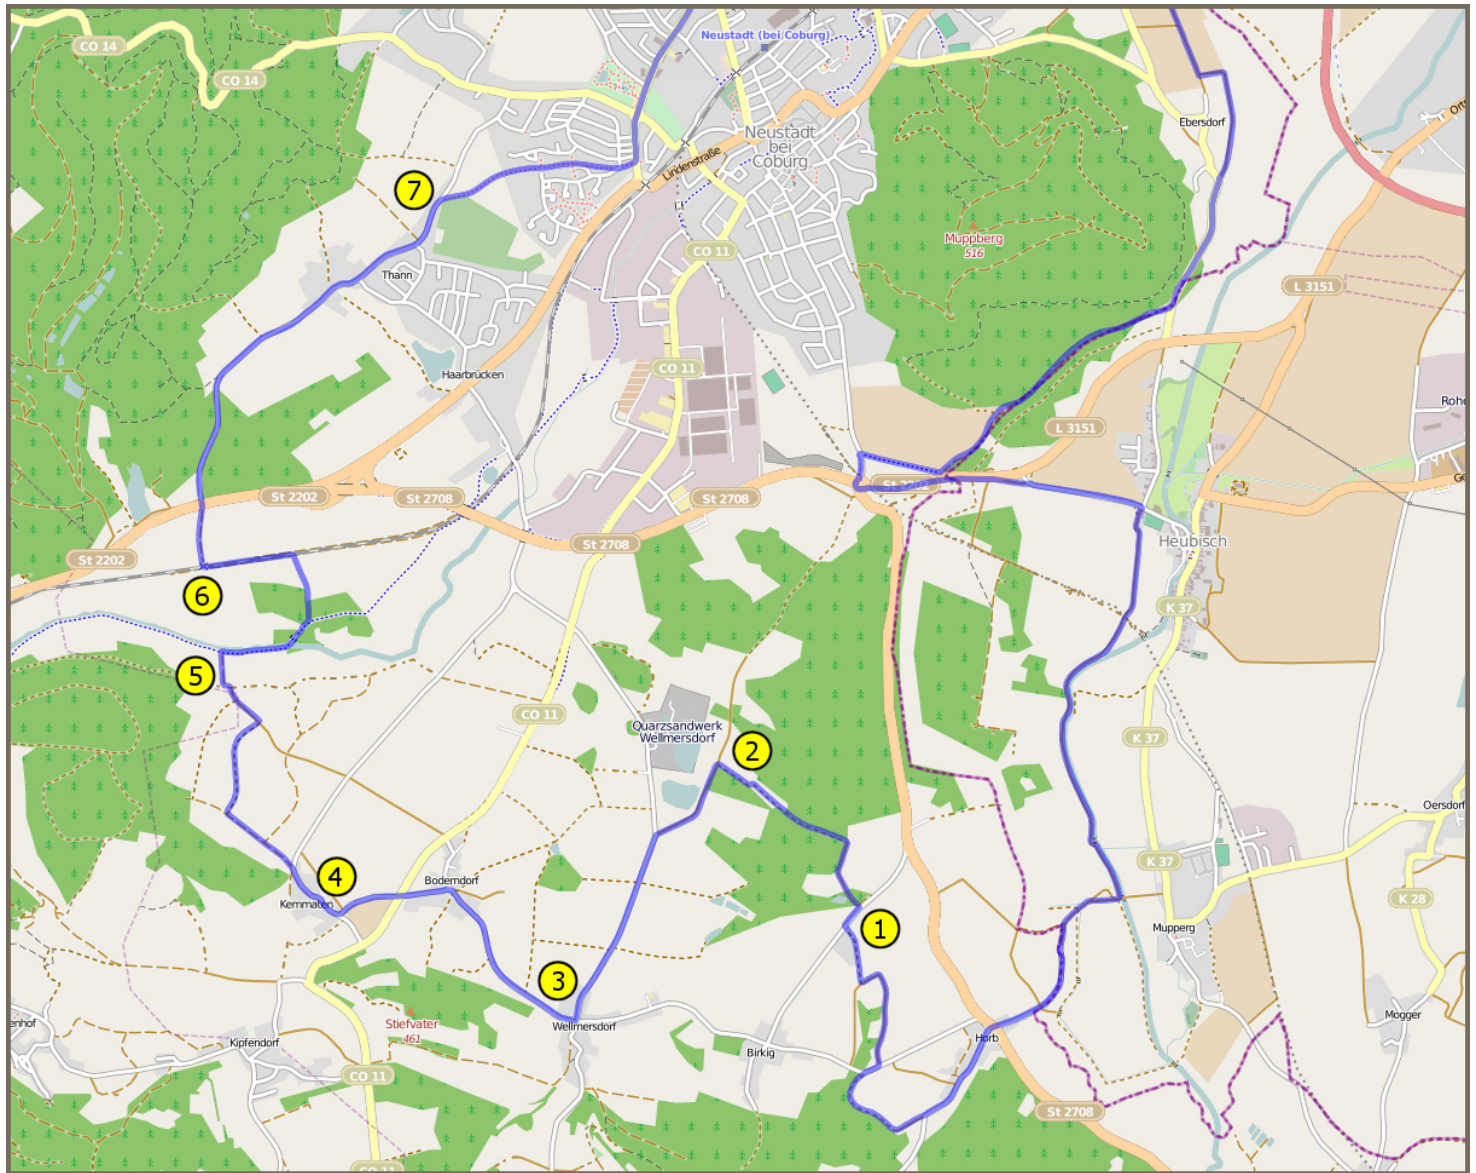 CO 14
Neustadt (bei Coburg)
CO 14
Ebersdorf
Neustadt
bei
Coburg
Lindenstraße
7
Muppberg
516
CO 11
Thann
L 3151
CO 11
Haarbrücken
L 3151
St 2202
St 2708
St 2708
St 2708
St 2202
Heubisch
6
K 37
5
CO 11
Quarzsandwerk
Wellmersdorf
2
K 37
Oersdorf
K 37
4
Boderndorf
Kemmaten
K 28
1
Mupperg
3
Wellmersdorf
Stiefvater
461
Mogger
Kipfendorf
Birkig
Horb
CO 11
St 2708
CO 11